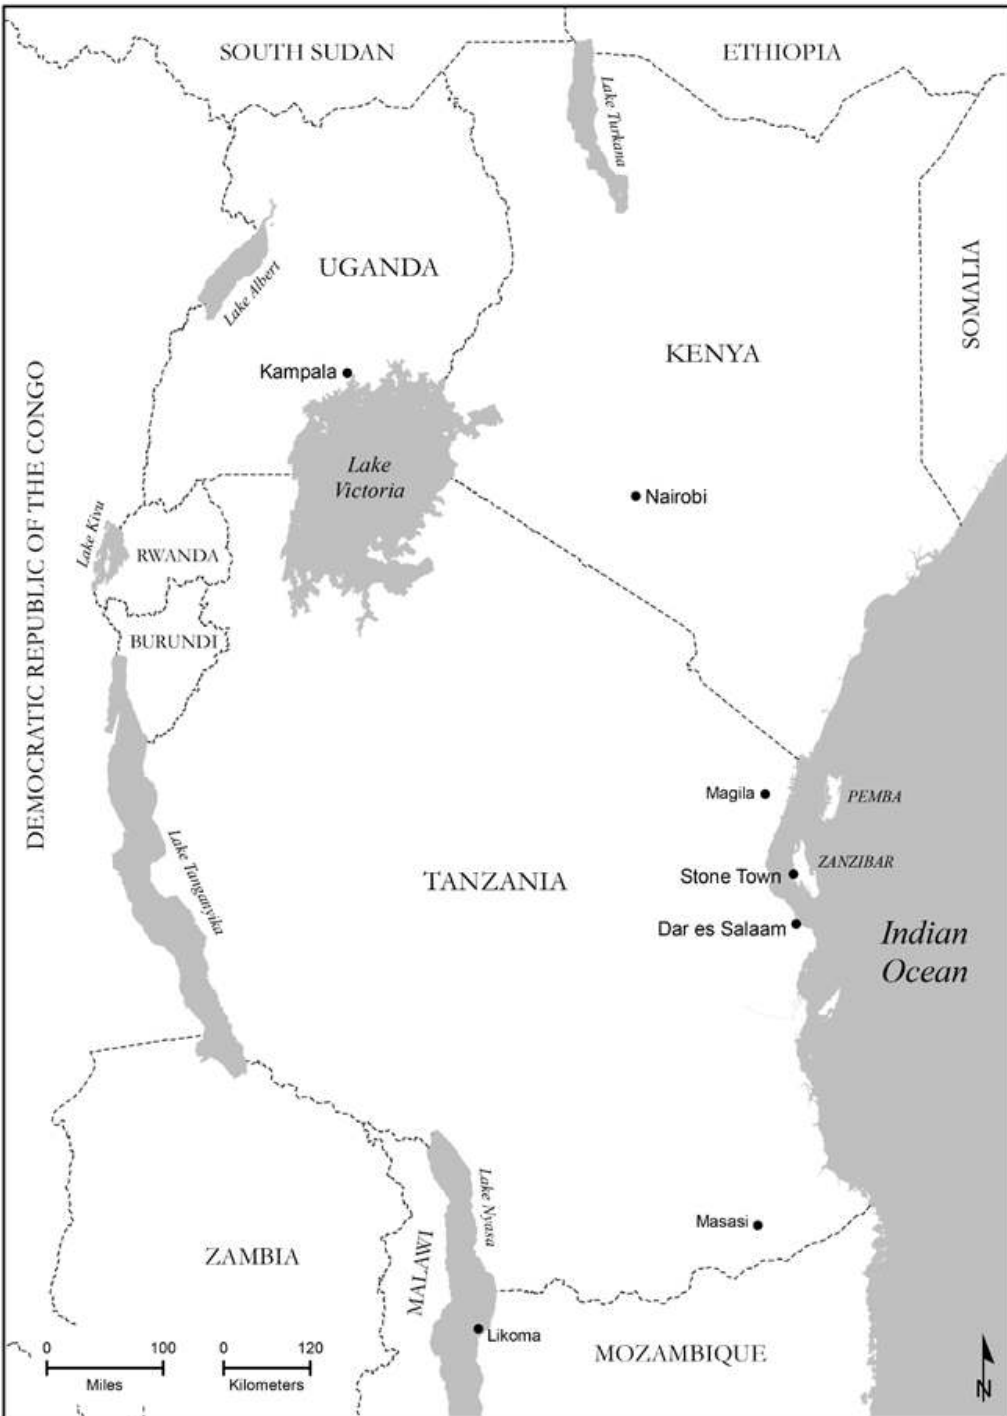 SOUTH SUDAN
ETHIOPIA
Lake Turkana
UGANDA
Lake Albert
SOMALIA
KENYA
Kampala
DEMOCRATIC REPUBLIC OF THE CONGO
Lake
Victoria
Nairobi
Lake Kivu
RWANDA
BURUNDI
Magila
PEMBA
Lake Tanganyika
ZANZIBAR
Stone Town
TANZANIA
Dar es Salaam
Indian
Ocean
Lake Nyasa
Masasi
ZAMBIA
MALAWI
Likoma
MOZAMBIQUE
0 100
Miles
0 120
Kilometers
N